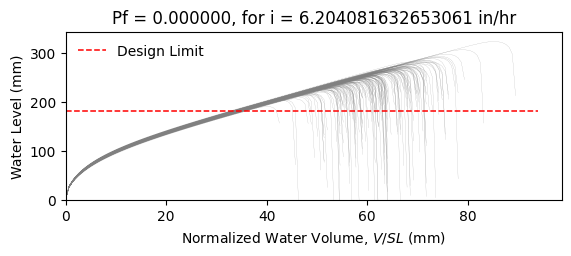 Pf = 0.000000, for i = 6.204081632653061 in/hr
Design Limit
Water Level (mm)
300
200
100
0
0 20 40 60 80
Normalized Water Volume, V/SL (mm)